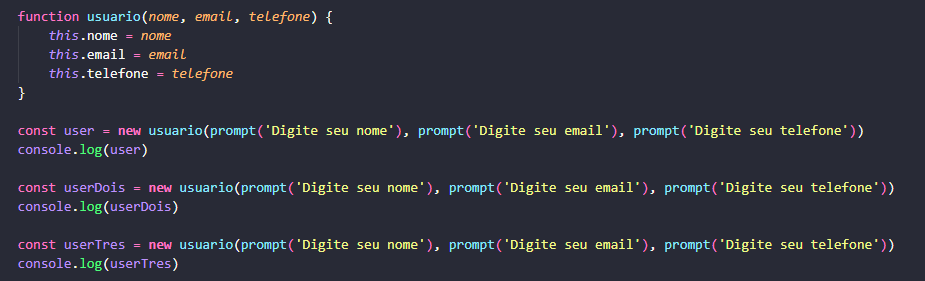 function usuario(nome, email, telefone) {
    this.nome = nome
    this.email = email
    this.telefone = telefone
}
const user = new usuario(prompt('Digite seu nome'), prompt('Digite seu email'), prompt('Digite seu telefone'))
console.log(user)
const userDois = new usuario(prompt('Digite seu nome'), prompt('Digite seu email'), prompt('Digite seu telefone'))
console.log(userDois)
const userTres = new usuario(prompt('Digite seu nome'), prompt('Digite seu email'), prompt('Digite seu telefone'))
console.log(userTres)